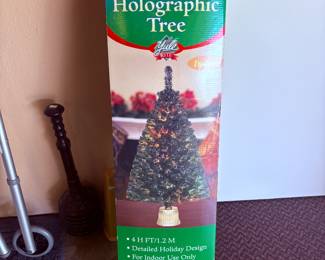 Holographic
Tree
Yule
• 4 H FT/1.2 M
• Detailed Holiday Design
• For Indoor Use Only